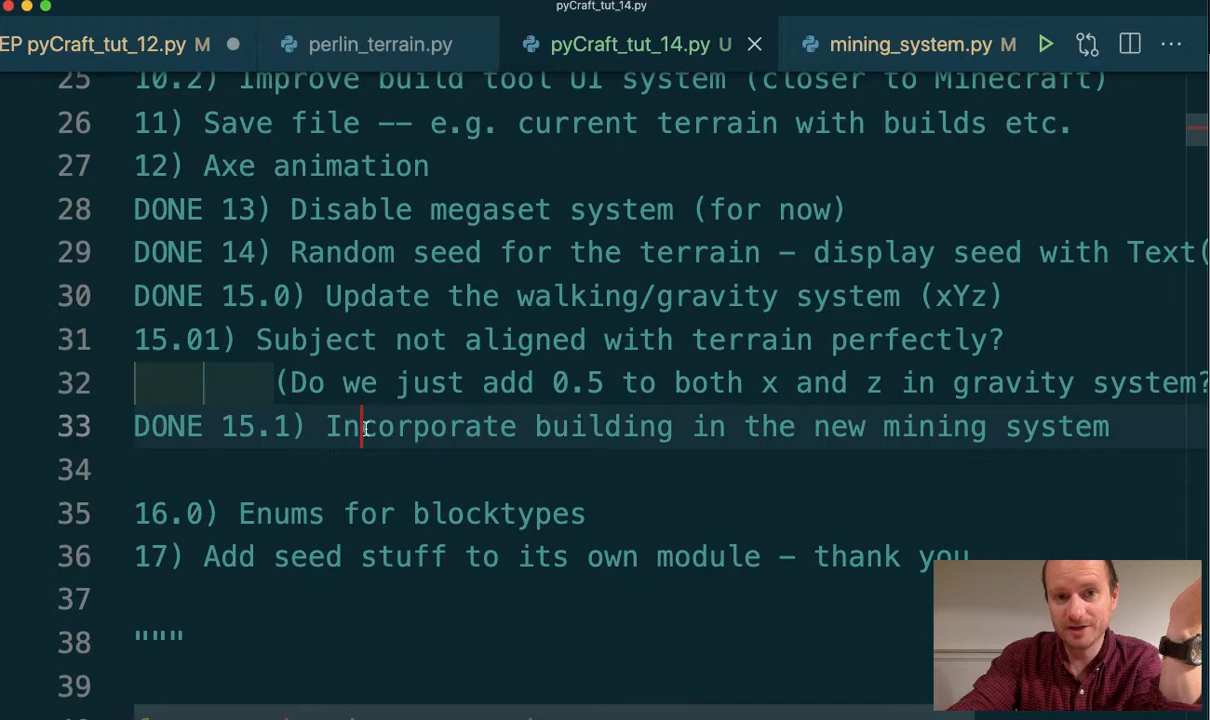 pyCraft_tut_14.py
EP pyCraft_tut_12.py M
perlin_terrain.py
pyCraft_tut_14.py U
mining_system.py M
25 10.2) Improve build tool UI system (closer to Minecraft)
26 11) Save file -- e.g. current terrain with builds etc.
27 12) Axe animation
28 DONE 13) Disable megaset system (for now)
29 DONE 14) Random seed for the terrain - display seed with Text(
30 DONE 15.0) Update the walking/gravity system (xYz)
31 15.01) Subject not aligned with terrain perfectly?
32 (Do we just add 0.5 to both x and z in gravity system?
33 DONE 15.1) Incorporate building in the new mining system
34
35 16.0) Enums for blocktypes
36 17) Add seed stuff to its own module - thank you
37
38 """
39